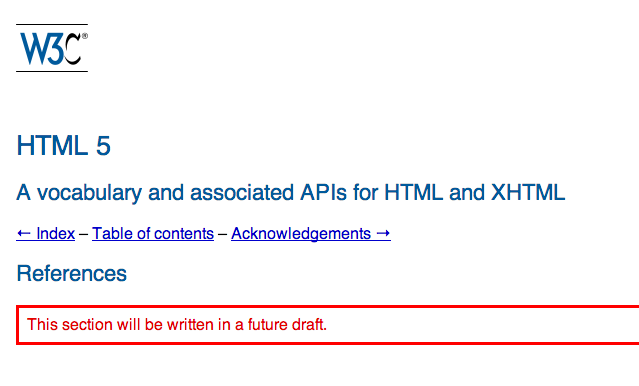 W3C®
HTML 5
A vocabulary and associated APIs for HTML and XHTML
← Index – Table of contents – Acknowledgements →
References
This section will be written in a future draft.